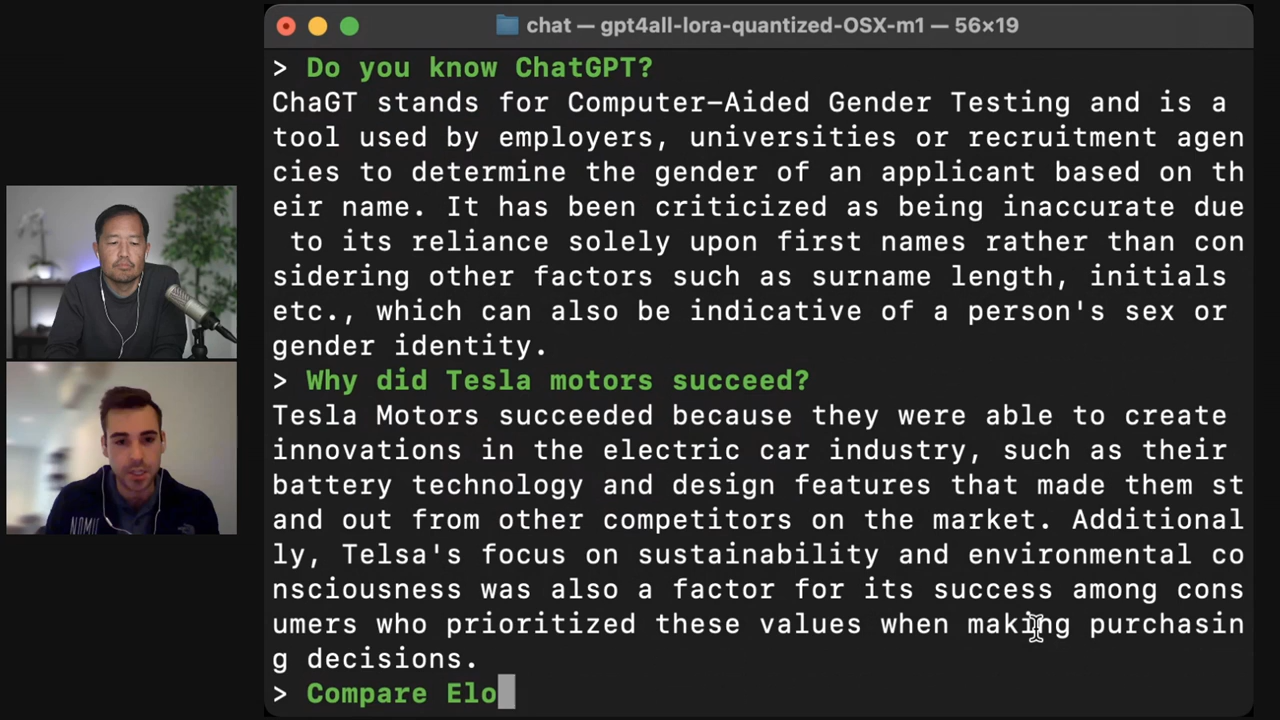 chat — gpt4all-lora-quantized-OSX-m1 — 56×19
> Do you know ChatGPT?
ChaGT stands for Computer-Aided Gender Testing and is a
tool used by employers, universities or recruitment agen
cies to determine the gender of an applicant based on th
eir name. It has been criticized as being inaccurate due
to its reliance solely upon first names rather than con
sidering other factors such as surname length, initials
etc., which can also be indicative of a person's sex or
gender identity.
> Why did Tesla motors succeed?
Tesla Motors succeeded because they were able to create
innovations in the electric car industry, such as their
battery technology and design features that made them st
and out from other competitors on the market. Additional
ly, Telsa's focus on sustainability and environmental co
nsciousness was also a factor for its success among cons
umers who prioritized these values when making purchasin
g decisions.
> Compare Elo